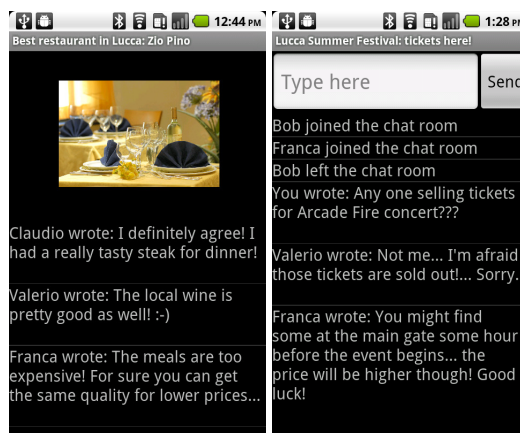 12:44 PM
Best restaurant in Lucca: Zio Pino
Claudio wrote: I definitely agree! I
had a really tasty steak for dinner!
Valerio wrote: The local wine is
pretty good as well! :-)
Franca wrote: The meals are too
expensive! For sure you can get
the same quality for lower prices...
1:28 P
Lucca Summer Festival: tickets here!
Type here
Send
Bob joined the chat room
Franca joined the chat room
Bob left the chat room
You wrote: Any one selling tickets
for Arcade Fire concert???
Valerio wrote: Not me... I'm afraid
those tickets are sold out!... Sorry.
Franca wrote: You might find
some at the main gate some hour
before the event begins... the
price will be higher though! Good
luck!